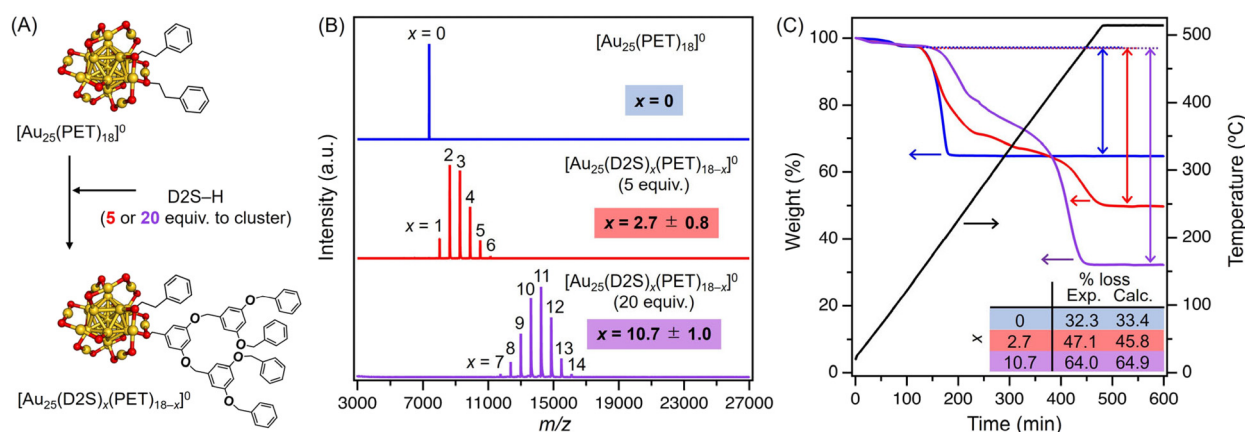 (A)
[Au25(PET)18]0
D2S–H
(5 or 20 equiv. to cluster)
O
O
O
O
O
O
[Au25(D2S)x(PET)18–x]0
(B)
Intensity (a.u.)
x = 0
[Au25(PET)18]0
x = 0
x = 1
2
3
4
5
6
[Au25(D2S)x(PET)18–x]0
(5 equiv.)
x = 2.7 ± 0.8
x = 7
8
9
10
11
12
13
14
[Au25(D2S)x(PET)18–x]0
(20 equiv.)
x = 10.7 ± 1.0
3000 7000 11000 15000 19000 23000 27000
m/z
(C)
Weight (%)
100
80
60
40
20
0
Temperature (ºC)
500
400
300
200
100
0
% loss
Exp. Calc.
x
0 32.3 33.4
2.7 47.1 45.8
10.7 64.0 64.9
0 100 200 300 400 500 600
Time (min)